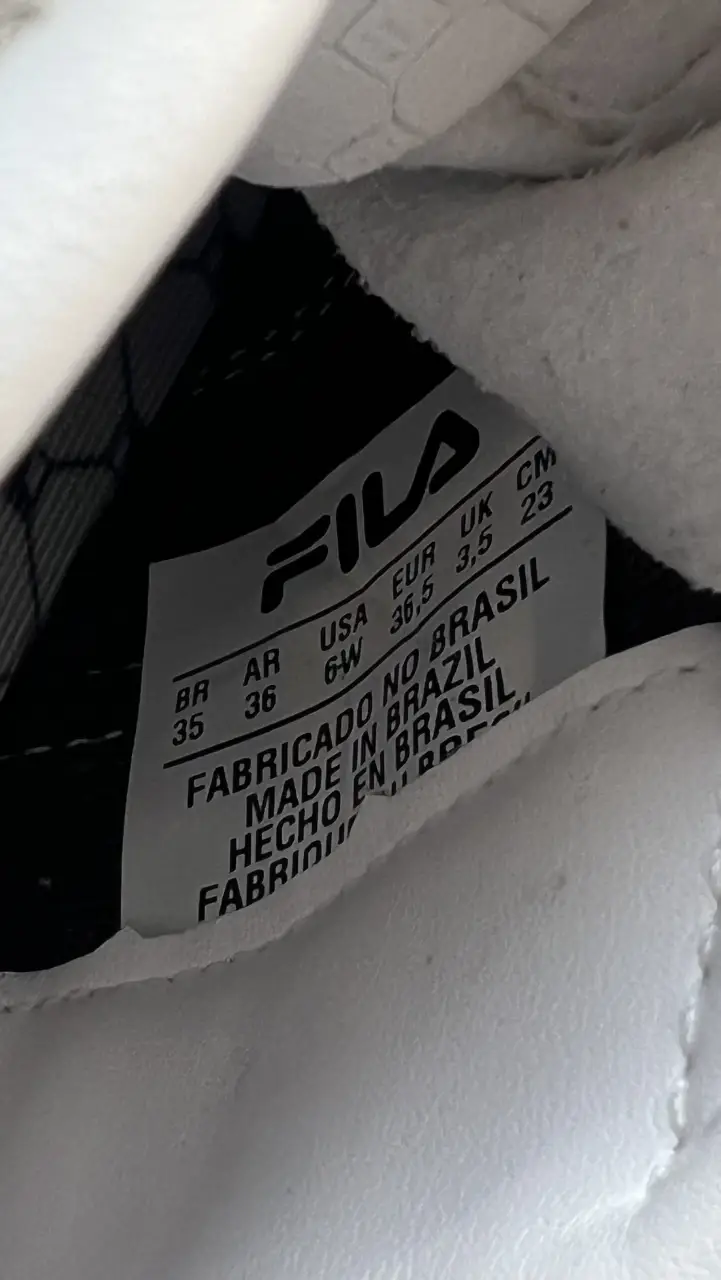 FILA
BR AR USA EUR UK CM
35 36 6W 36,5 3,5 23
FABRICADO NO BRASIL
MADE IN BRAZIL
HECHO EN BRASIL